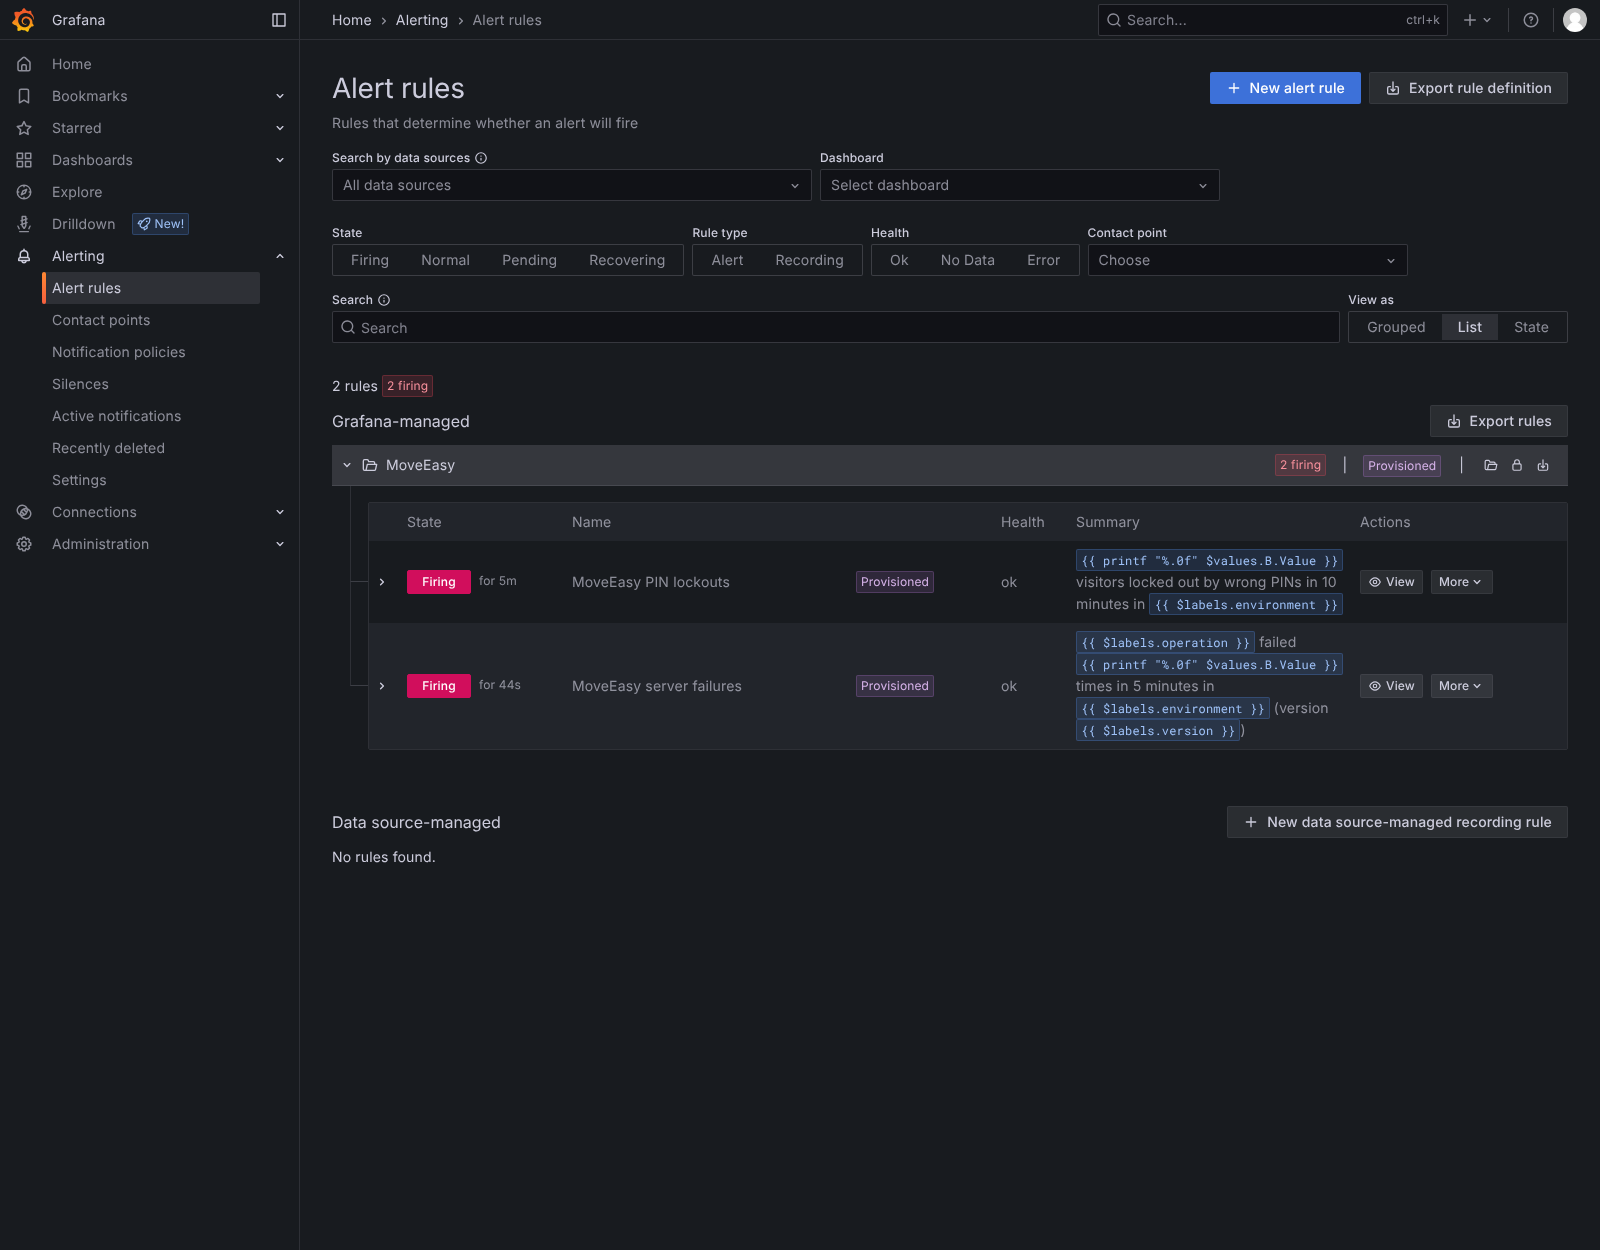 Grafana
Home › Alerting › Alert rules
Search... ctrl+k
Home
Bookmarks
Starred
Dashboards
Explore
Drilldown New!
Alerting
Alert rules
Contact points
Notification policies
Silences
Active notifications
Recently deleted
Settings
Connections
Administration
Alert rules
New alert rule
Export rule definition
Rules that determine whether an alert will fire
Search by data sources
Dashboard
All data sources
Select dashboard
State
Rule type
Health
Contact point
Firing Normal Pending Recovering
Alert Recording
Ok No Data Error
Choose
Search
View as
Search
Grouped List State
2 rules 2 firing
Grafana-managed
Export rules
MoveEasy
2 firing | Provisioned |
State Name Health Summary Actions
Firing for 5m MoveEasy PIN lockouts Provisioned ok
{{ printf "%.0f" $values.B.Value }}
visitors locked out by wrong PINs in 10
minutes in {{ $labels.environment }}
View More
Firing for 44s MoveEasy server failures Provisioned ok
{{ $labels.operation }} failed
{{ printf "%.0f" $values.B.Value }}
times in 5 minutes in
{{ $labels.environment }} (version
{{ $labels.version }})
View More
Data source-managed
New data source-managed recording rule
No rules found.